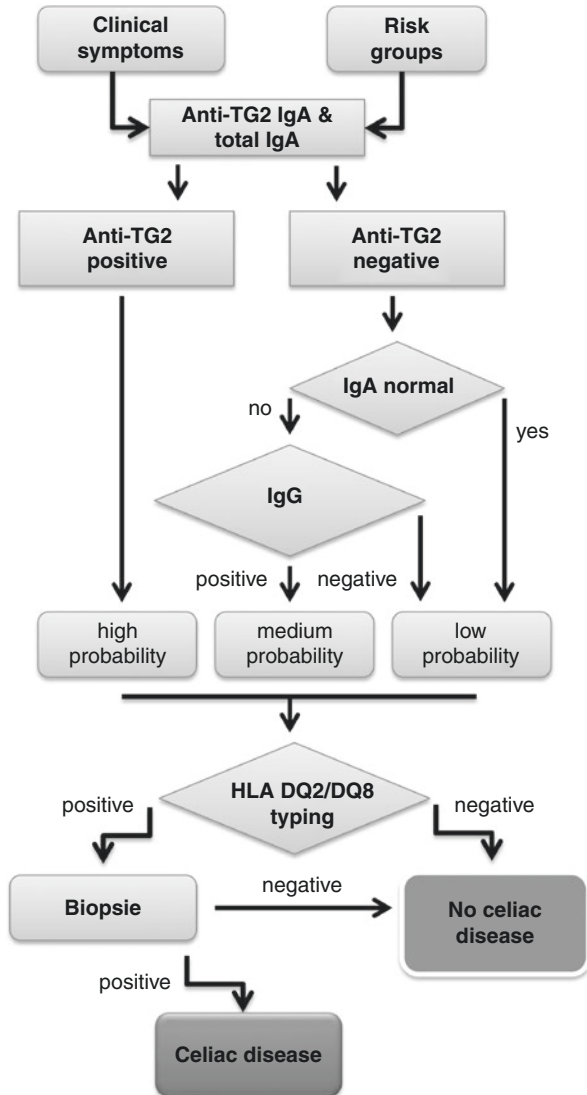 Clinical
symptoms
Risk
groups
Anti-TG2 IgA &
total IgA
Anti-TG2
positive
Anti-TG2
negative
IgA normal
no
yes
IgG
positive
negative
high
probability
medium
probability
low
probability
HLA DQ2/DQ8
typing
positive
negative
Biopsie
negative
No celiac
disease
positive
Celiac disease